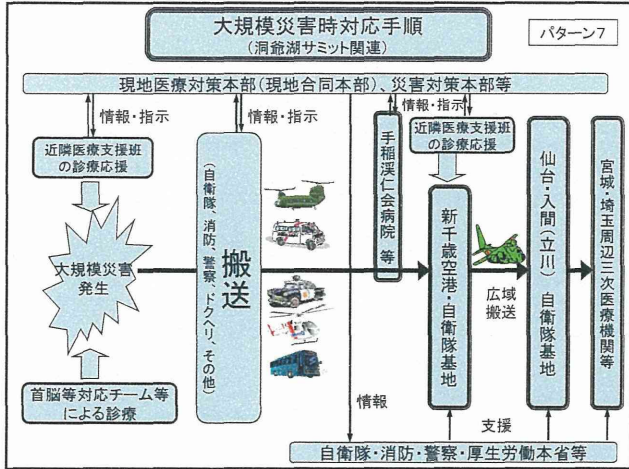 大規模災害時対応手順
(洞爺湖サミット関連)
パターン7
現地医療対策本部(現地合同本部)、災害対策本部等
情報・指示
情報・指示
情報・指示
近隣医療支援班
の診療応援
近隣医療支援班
の診療応援
大規模災害
発生
首脳等対応チーム等
による診療
搬送
(自衛隊、消防、警察、ドクヘリ、その他)
手稲渓仁会病院 等
新千歳空港・自衛隊基地
広域
搬送
仙台・入間(立川) 自衛隊基地
宮城・埼玉周辺三次医療機関等
情報
支援
自衛隊・消防・警察・厚生労働本省等